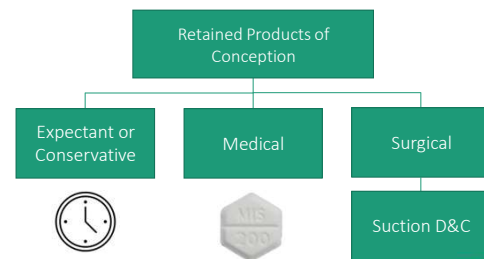 Retained Products of
Conception
Expectant or
Conservative
Medical
Surgical
MIS
200
Suction D&C